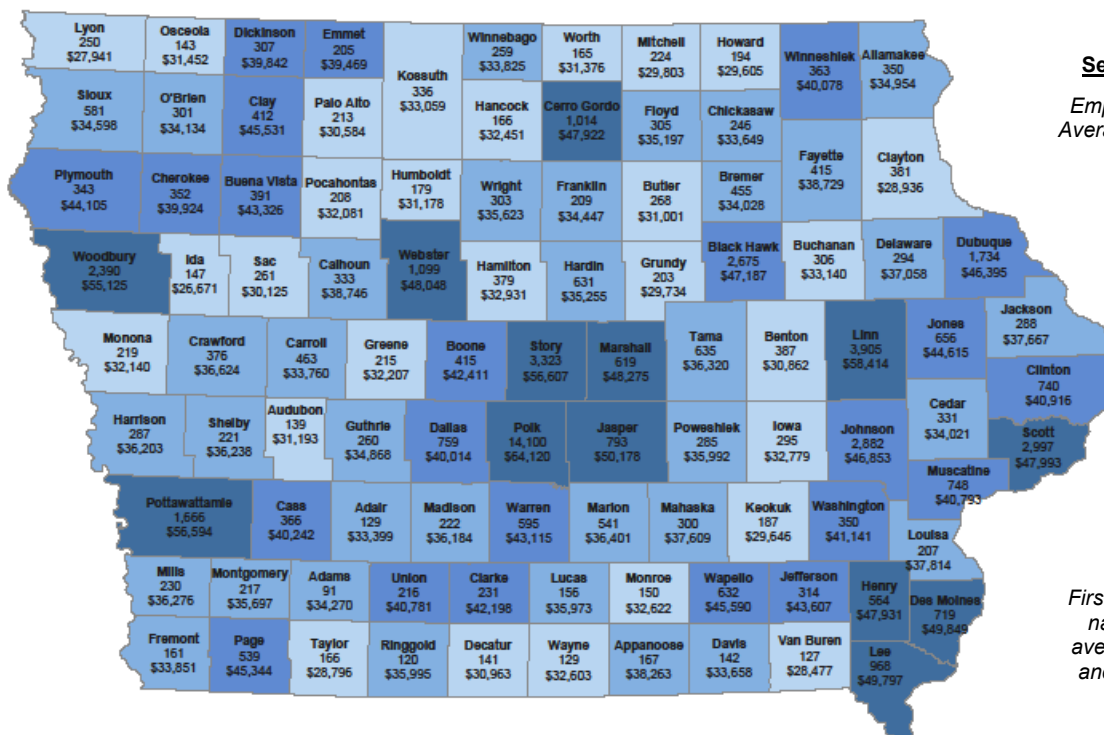 Lyon
250
$27,941
Osceola
143
$31,452
Dickinson
307
$39,842
Emmet
205
$39,469
Kossuth
336
$33,059
Winnebago
259
$33,825
Worth
165
$31,376
Mitchell
224
$29,803
Howard
194
$29,605
Winneshiek
363
$40,078
Allamakee
350
$34,954
Sioux
581
$34,598
O'Brien
301
$34,134
Clay
412
$45,531
Palo Alto
213
$30,584
Hancock
166
$32,451
Cerro Gordo
1,014
$47,922
Floyd
305
$35,197
Chickasaw
246
$33,649
Fayette
415
$38,729
Clayton
381
$28,936
Plymouth
343
$44,105
Cherokee
352
$39,924
Buena Vista
391
$43,326
Pocahontas
208
$32,081
Humboldt
179
$31,178
Wright
303
$35,623
Franklin
209
$34,447
Butler
268
$31,001
Bremer
455
$34,028
Woodbury
2,390
$55,125
Ida
147
$26,671
Sac
261
$30,125
Calhoun
333
$38,746
Webster
1,099
$48,048
Hamilton
379
$32,931
Hardin
631
$35,255
Grundy
203
$29,734
Black Hawk
2,675
$47,187
Buchanan
306
$33,140
Delaware
294
$37,058
Dubuque
1,734
$46,395
Monona
219
$32,140
Crawford
376
$36,624
Carroll
463
$33,760
Greene
215
$32,207
Boone
415
$42,411
Story
3,323
$56,607
Marshall
619
$48,275
Tama
635
$36,320
Benton
387
$30,862
Linn
3,905
$58,414
Jones
656
$44,615
Jackson
288
$37,667
Clinton
740
$40,916
Harrison
287
$36,203
Shelby
221
$36,238
Audubon
139
$31,193
Guthrie
260
$34,868
Dallas
759
$40,014
Polk
14,100
$64,120
Jasper
793
$50,178
Poweshiek
285
$35,992
Iowa
295
$32,779
Johnson
2,882
$46,853
Cedar
331
$34,021
Scott
2,997
$47,993
Muscatine
748
$40,793
Pottawattamie
1,666
$56,594
Cass
366
$40,242
Adair
129
$33,399
Madison
222
$36,184
Warren
595
$43,115
Marion
541
$36,401
Mahaska
300
$37,609
Keokuk
187
$29,646
Washington
350
$41,141
Louisa
207
$37,814
Mills
230
$36,276
Montgomery
217
$35,697
Adams
91
$34,270
Union
216
$40,781
Clarke
231
$42,198
Lucas
156
$35,973
Monroe
150
$32,622
Wapello
632
$45,590
Jefferson
314
$43,607
Henry
564
$47,931
Des Moines
719
$49,849
Fremont
161
$33,851
Page
539
$45,344
Taylor
166
$28,796
Ringgold
120
$35,995
Decatur
141
$30,963
Wayne
129
$32,603
Appanoose
167
$38,263
Davis
142
$33,658
Van Buren
127
$28,477
Lee
968
$49,797
Se
Emp
Avera
Firs
na
ave
and